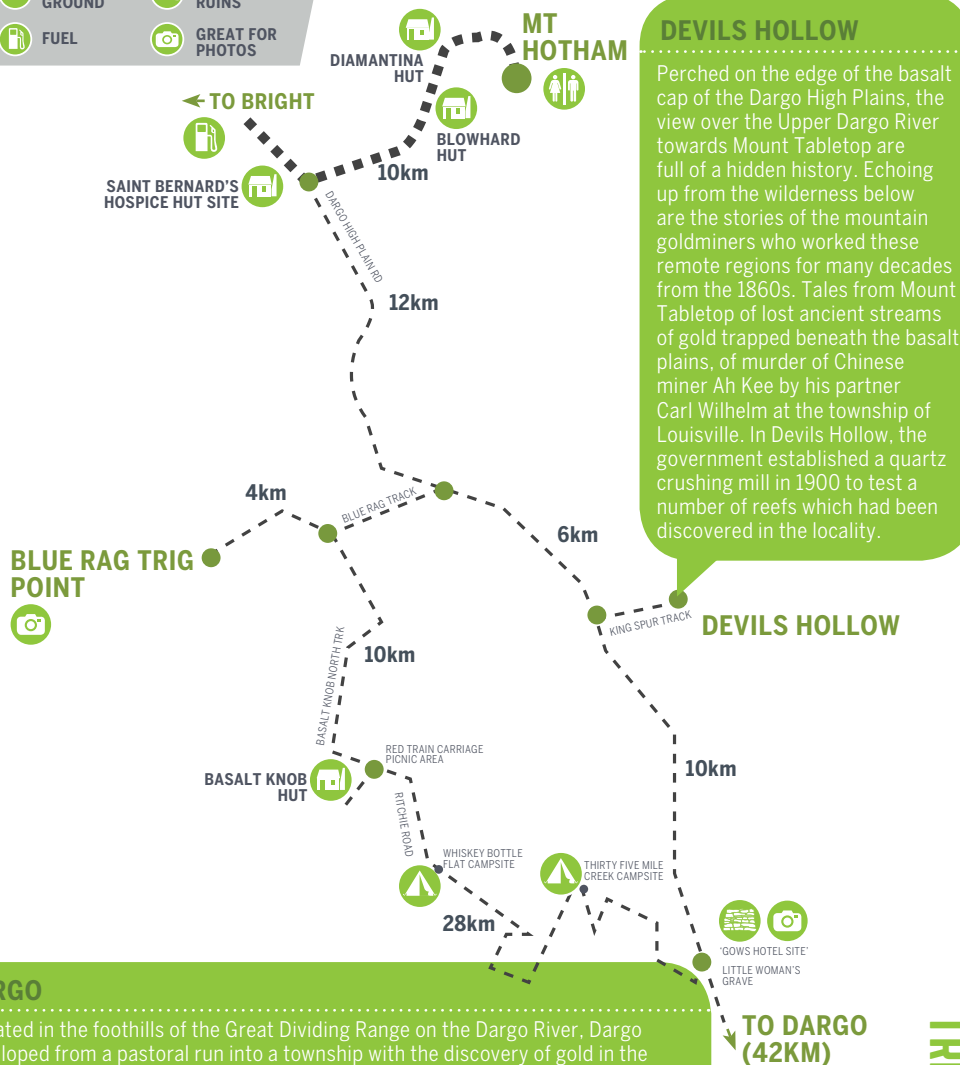 GROUND
RUINS
FUEL
GREAT FOR
PHOTOS
DIAMANTINA
HUT
MT
HOTHAM
TO BRIGHT
BLOWHARD
HUT
10km
SAINT BERNARD'S
HOSPICE HUT SITE
DARGO HIGH PLAIN RD
12km
DEVILS HOLLOW
Perched on the edge of the basalt
cap of the Dargo High Plains, the
view over the Upper Dargo River
towards Mount Tabletop are
full of a hidden history. Echoing
up from the wilderness below
are the stories of the mountain
goldminers who worked these
remote regions for many decades
from the 1860s. Tales from Mount
Tabletop of lost ancient streams
of gold trapped beneath the basalt
plains, of murder of Chinese
miner Ah Kee by his partner
Carl Wilhelm at the township of
Louisville. In Devils Hollow, the
government established a quartz
crushing mill in 1900 to test a
number of reefs which had been
discovered in the locality.
4km
BLUE RAG TRACK
6km
BLUE RAG TRIG
POINT
KING SPUR TRACK
DEVILS HOLLOW
BASALT KNOB NORTH TRK
10km
RED TRAIN CARRIAGE
PICNIC AREA
BASALT KNOB
HUT
10km
RITCHIE ROAD
WHISKEY BOTTLE
FLAT CAMPSITE
THIRTY FIVE MILE
CREEK CAMPSITE
28km
'GOWS HOTEL SITE'
LITTLE WOMAN'S
GRAVE
TO DARGO
(42KM)
RGO
ated in the foothills of the Great Dividing Range on the Dargo River, Dargo
loped from a pastoral run into a township with the discovery of gold in the
TR